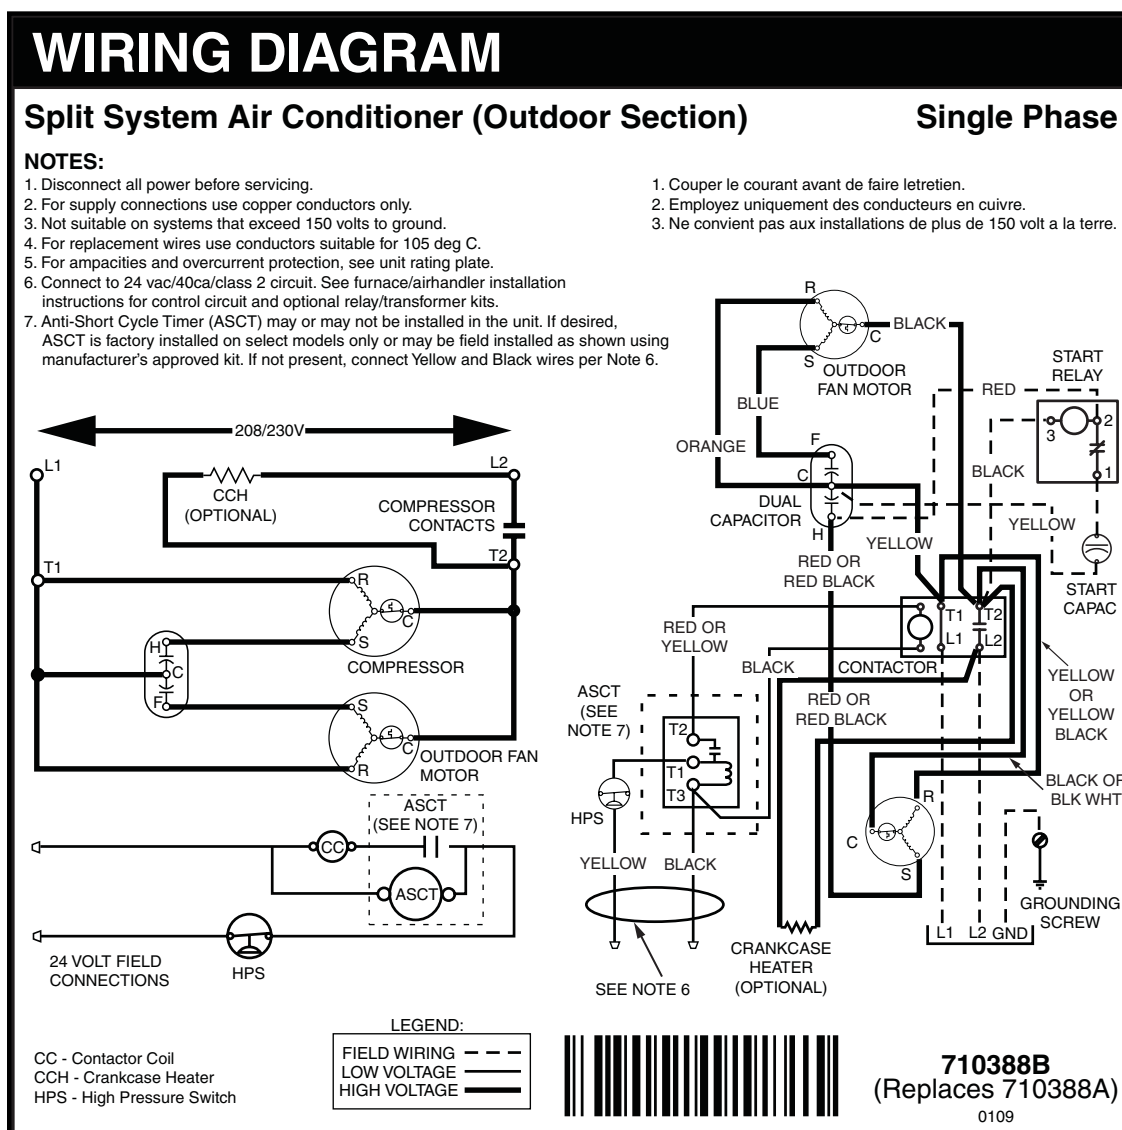 WIRING DIAGRAM
Split System Air Conditioner (Outdoor Section)
Single Phase
NOTES:
1. Disconnect all power before servicing.
2. For supply connections use copper conductors only.
3. Not suitable on systems that exceed 150 volts to ground.
4. For replacement wires use conductors suitable for 105 deg C.
5. For ampacities and overcurrent protection, see unit rating plate.
6. Connect to 24 vac/40ca/class 2 circuit. See furnace/airhandler installation
instructions for control circuit and optional relay/transformer kits.
7. Anti-Short Cycle Timer (ASCT) may or may not be installed in the unit. If desired,
ASCT is factory installed on select models only or may be field installed as shown using
manufacturer's approved kit. If not present, connect Yellow and Black wires per Note 6.
1. Couper le courant avant de faire letretien.
2. Employez uniquement des conducteurs en cuivre.
3. Ne convient pas aux installations de plus de 150 volt a la terre.
208/230V
L1
L2
CCH
(OPTIONAL)
COMPRESSOR
CONTACTS
T1
T2
R
C
S
COMPRESSOR
H
C
F
S
C
R
OUTDOOR FAN
MOTOR
ASCT
(SEE NOTE 7)
CC
ASCT
24 VOLT FIELD
CONNECTIONS
HPS
R
C
S
BLACK
OUTDOOR
FAN MOTOR
BLUE
ORANGE
RED
START
RELAY
3
2
1
BLACK
F
C
H
DUAL
CAPACITOR
YELLOW
YELLOW
START
CAPAC
RED OR
RED BLACK
RED OR
YELLOW
T1
T2
L1
L2
CONTACTOR
BLACK
YELLOW
OR
YELLOW
BLACK
RED OR
RED BLACK
ASCT
(SEE
NOTE 7)
T2
T1
T3
HPS
YELLOW
BLACK
BLACK OR
BLK WHT
R
C
S
GROUNDING
SCREW
L1
L2
GND
CRANKCASE
HEATER
(OPTIONAL)
SEE NOTE 6
LEGEND:
FIELD WIRING
LOW VOLTAGE
HIGH VOLTAGE
CC - Contactor Coil
CCH - Crankcase Heater
HPS - High Pressure Switch
710388B
(Replaces 710388A)
0109